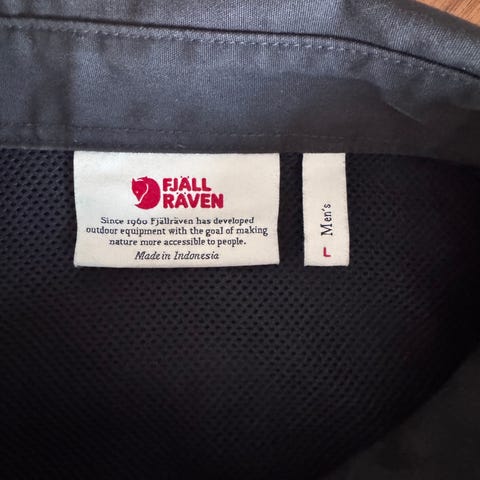 FJÄLL
RÄVEN
Since 1960 Fjällräven has developed
outdoor equipment with the goal of making
nature more accessible to people.
Made in Indonesia
Men's
L